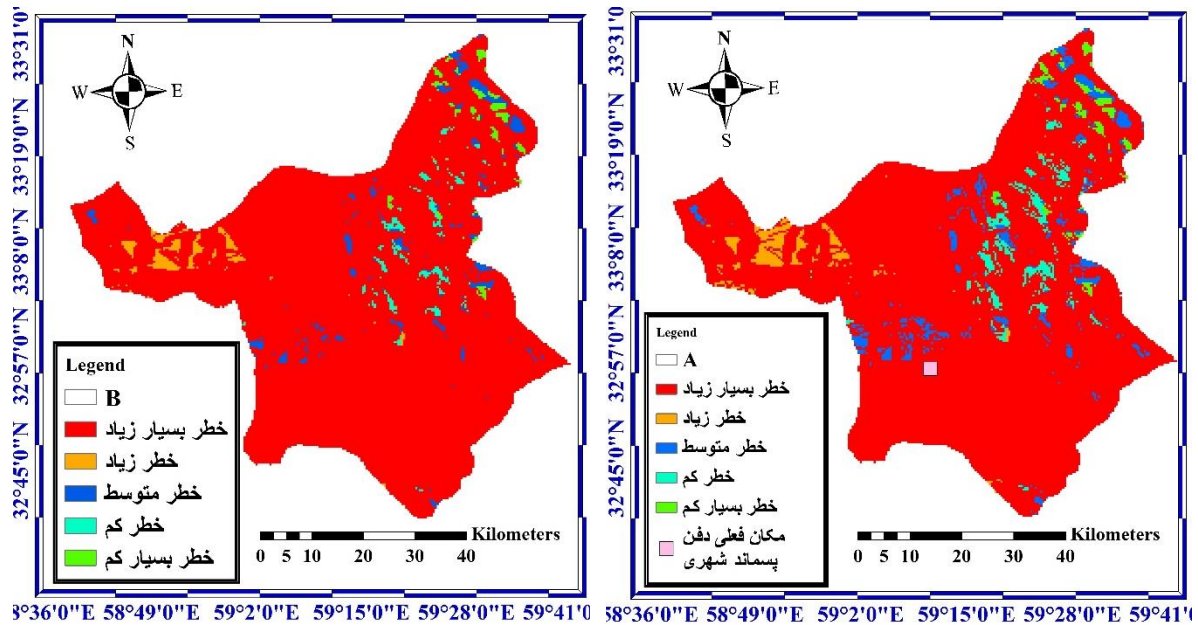 N
W E
S
33°31'0"N
33°19'0"N
33°8'0"N
32°57'0"N
32°45'0"N
Legend
B
خطر بسیار زیاد
خطر زیاد
خطر متوسط
خطر کم
خطر بسیار کم
Kilometers
0 5 10 20 30 40
8°36'0"E 58°49'0"E 59°2'0"E 59°15'0"E 59°28'0"E 59°41'0"
N
W E
S
33°31'0"N
33°19'0"N
33°8'0"N
32°57'0"N
32°45'0"N
Legend
A
خطر بسیار زیاد
خطر زیاد
خطر متوسط
خطر کم
خطر بسیار کم
مکان فعلی دفن
پسماند شهری
Kilometers
0 5 10 20 30 40
8°36'0"E 58°49'0"E 59°2'0"E 59°15'0"E 59°28'0"E 59°41'0"